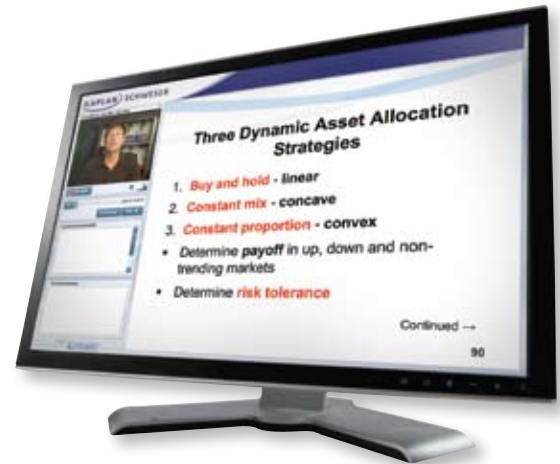 KAPLAN SCHWESER
Three Dynamic Asset Allocation
Strategies
1. Buy and hold - linear
2. Constant mix - concave
3. Constant proportion - convex
• Determine payoff in up, down and non-
trending markets
• Determine risk tolerance
Continued →
90